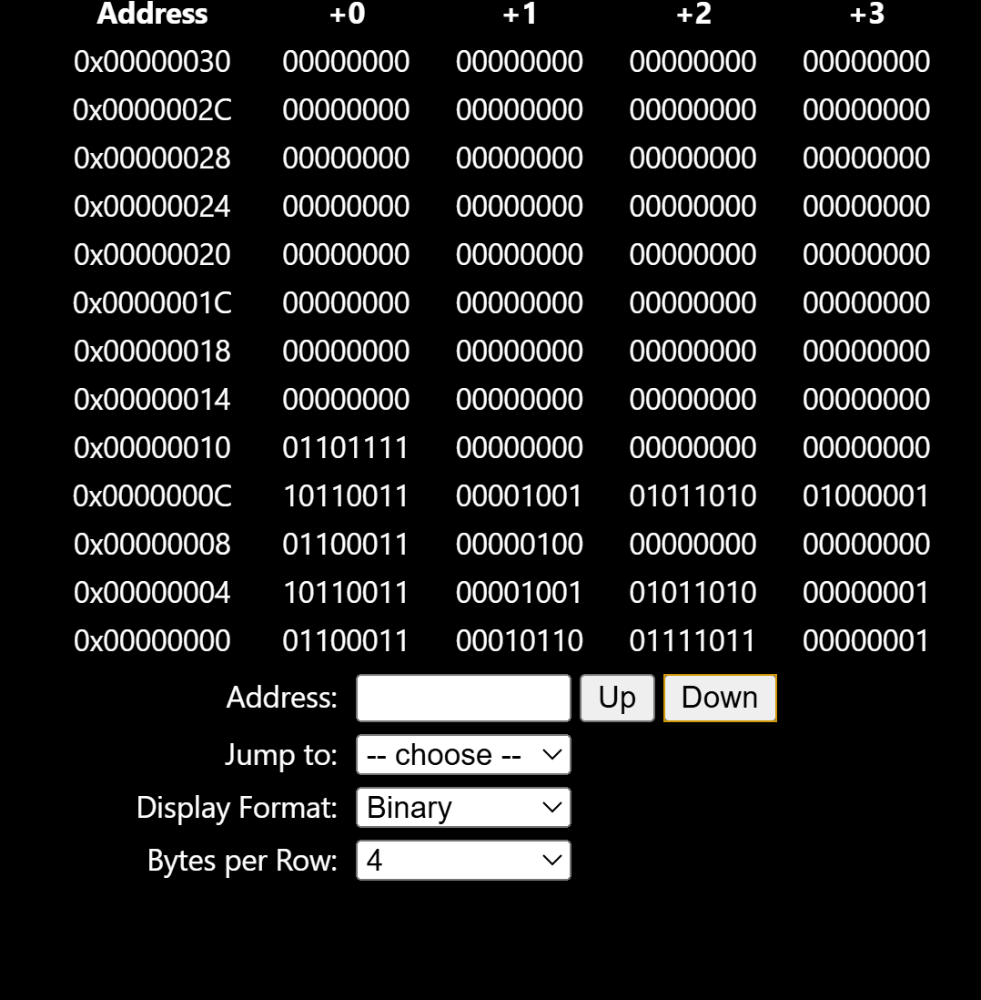 Address +0 +1 +2 +3
0x00000030 00000000 00000000 00000000 00000000
0x0000002C 00000000 00000000 00000000 00000000
0x00000028 00000000 00000000 00000000 00000000
0x00000024 00000000 00000000 00000000 00000000
0x00000020 00000000 00000000 00000000 00000000
0x0000001C 00000000 00000000 00000000 00000000
0x00000018 00000000 00000000 00000000 00000000
0x00000014 00000000 00000000 00000000 00000000
0x00000010 01101111 00000000 00000000 00000000
0x0000000C 10110011 00001001 01011010 01000001
0x00000008 01100011 00000100 00000000 00000000
0x00000004 10110011 00001001 01011010 00000001
0x00000000 01100011 00010110 01111011 00000001
Address: Up Down
Jump to: -- choose --
Display Format: Binary
Bytes per Row: 4